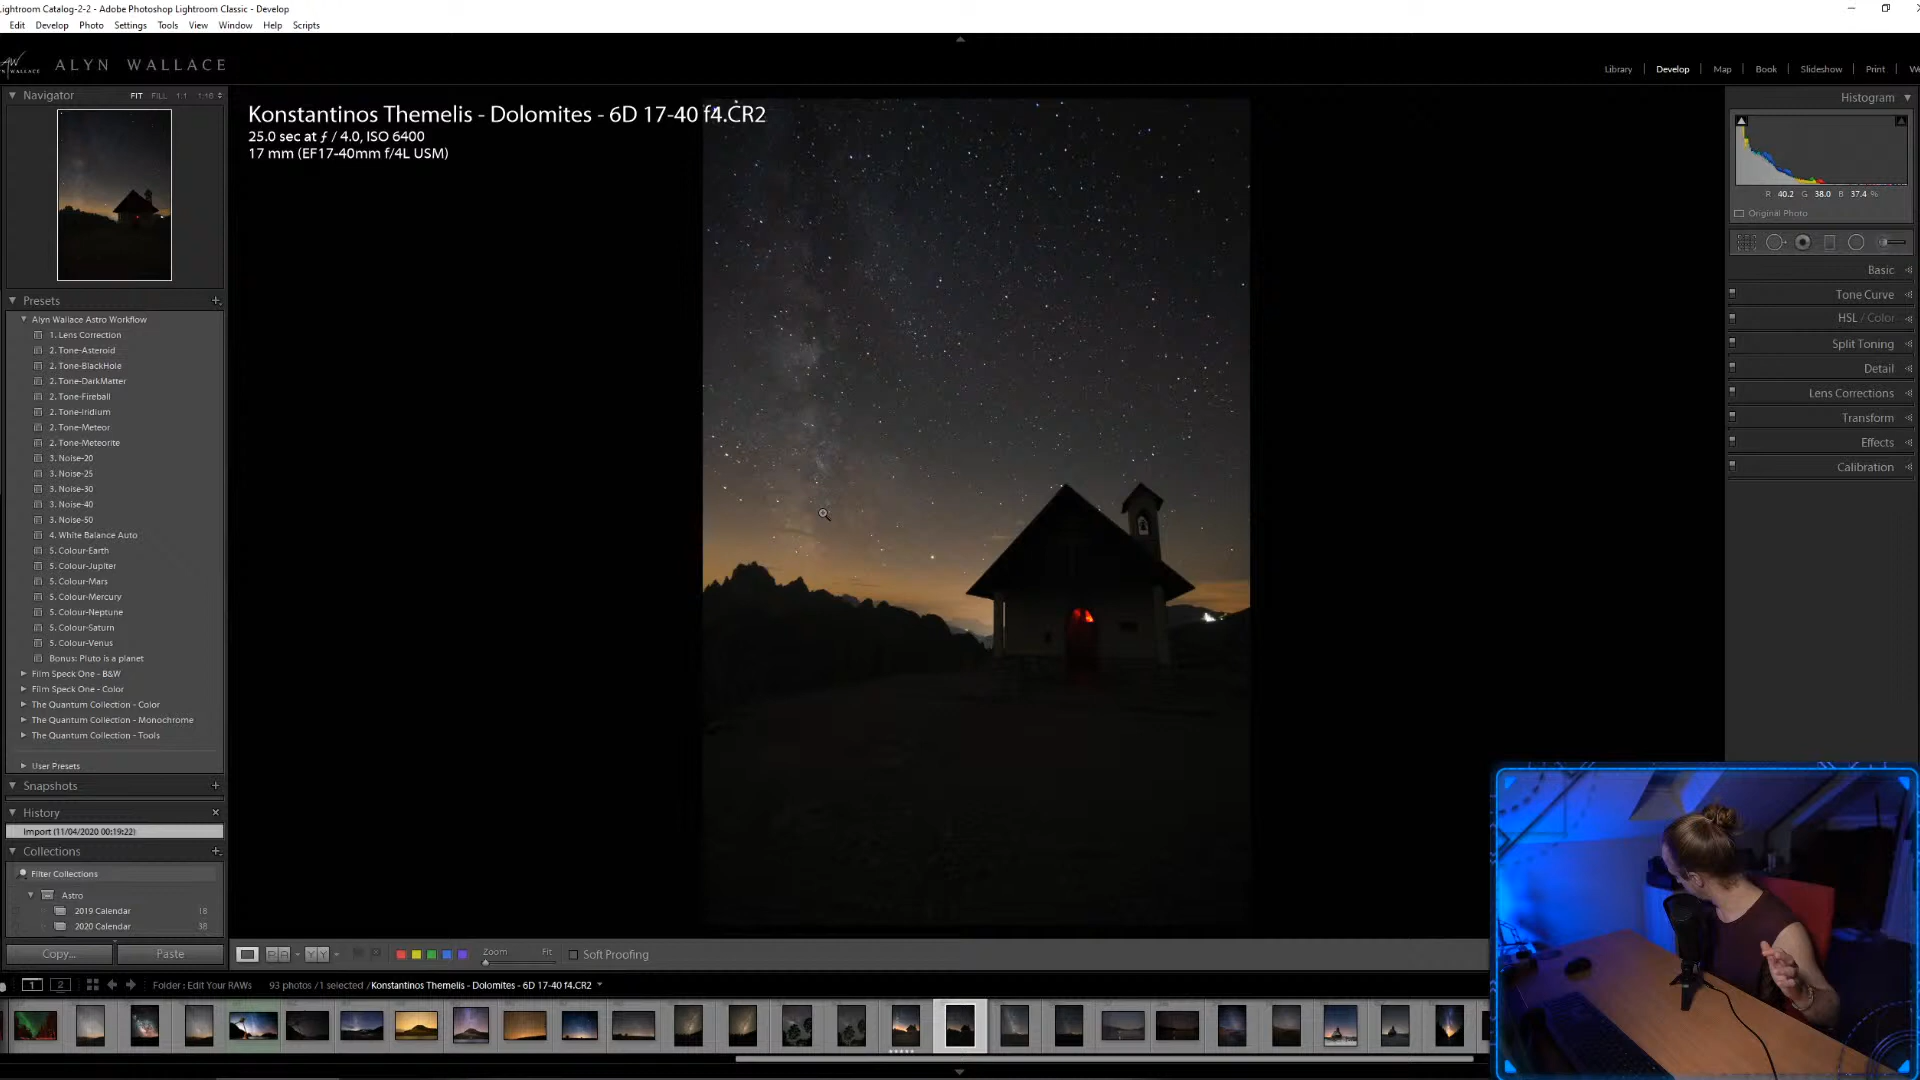 Lightroom Catalog-2-2 - Adobe Photoshop Lightroom Classic - Develop
Edit Develop Photo Settings Tools View Window Help Scripts
ALYN WALLACE
Library | Develop | Map | Book | Slideshow | Print |
Navigator FIT FILL 1:1 1:16
Histogram
Konstantinos Themelis - Dolomites - 6D 17-40 f4.CR2
25.0 sec at ƒ / 4.0, ISO 6400
17 mm (EF17-40mm f/4L USM)
R 40.2 G 38.0 B 37.4 %
Original Photo
Basic
Tone Curve
HSL / Color
Split Toning
Detail
Lens Corrections
Transform
Effects
Calibration
Presets
Alyn Wallace Astro Workflow
1. Lens Correction
2. Tone-Asteroid
2. Tone-BlackHole
2. Tone-DarkMatter
2. Tone-Fireball
2. Tone-Iridium
2. Tone-Meteor
2. Tone-Meteorite
3. Noise-20
3. Noise-25
3. Noise-30
3. Noise-40
3. Noise-50
4. White Balance Auto
5. Colour-Earth
5. Colour-Jupiter
5. Colour-Mars
5. Colour-Mercury
5. Colour-Neptune
5. Colour-Saturn
5. Colour-Venus
Bonus: Pluto is a planet
Film Speck One - B&W
Film Speck One - Color
The Quantum Collection - Color
The Quantum Collection - Monochrome
The Quantum Collection - Tools
User Presets
Snapshots
History
Import (11/04/2020 00:19:22)
Collections
Filter Collections
Astro
2019 Calendar 18
2020 Calendar 38
Copy... Paste
Zoom Fit Soft Proofing
1 2 Folder : Edit Your RAWs 93 photos /1 selected /Konstantinos Themelis - Dolomites - 6D 17-40 f4.CR2